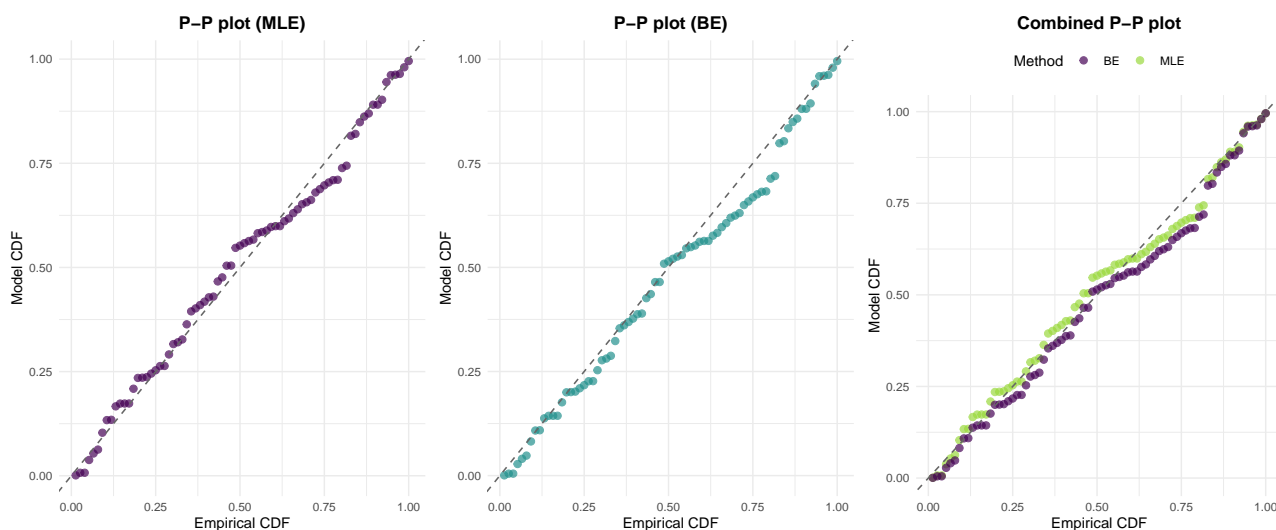 P−P plot (MLE)
1.00
0.75
0.50
0.25
0.00
Model CDF
0.00 0.25 0.50 0.75 1.00
Empirical CDF
P−P plot (BE)
1.00
0.75
0.50
0.25
0.00
Model CDF
0.00 0.25 0.50 0.75 1.00
Empirical CDF
Combined P−P plot
Method BE MLE
1.00
0.75
0.50
0.25
0.00
Model CDF
0.00 0.25 0.50 0.75 1.00
Empirical CDF